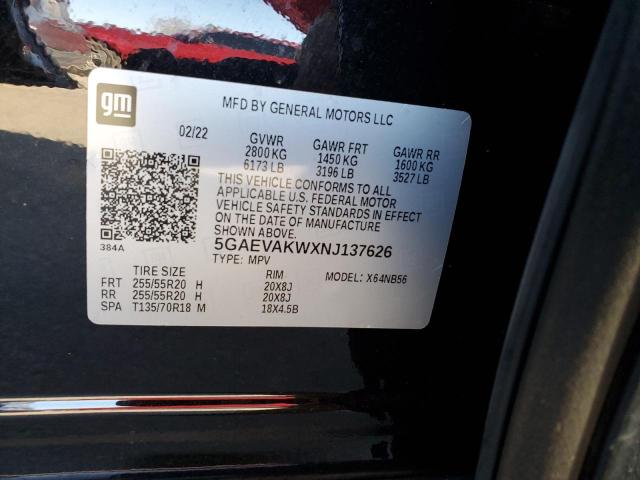 gm
MFD BY GENERAL MOTORS LLC
02/22 GVWR GAWR FRT GAWR RR
2800 KG 1450 KG 1600 KG
6173 LB 3196 LB 3527 LB
THIS VEHICLE CONFORMS TO ALL
APPLICABLE U.S. FEDERAL MOTOR
VEHICLE SAFETY STANDARDS IN EFFECT
ON THE DATE OF MANUFACTURE
SHOWN ABOVE.
384A
5GAEVAKWXNJ137626
TYPE: MPV
MODEL: X64NB56
TIRE SIZE RIM
FRT 255/55R20 H 20X8J
RR 255/55R20 H 20X8J
SPA T135/70R18 M 18X4.5B